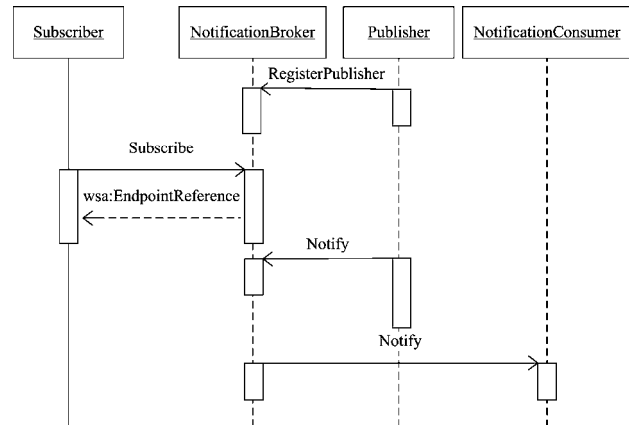 Subscriber
NotificationBroker
Publisher
NotificationConsumer
RegisterPublisher
Subscribe
wsa:EndpointReference
Notify
Notify